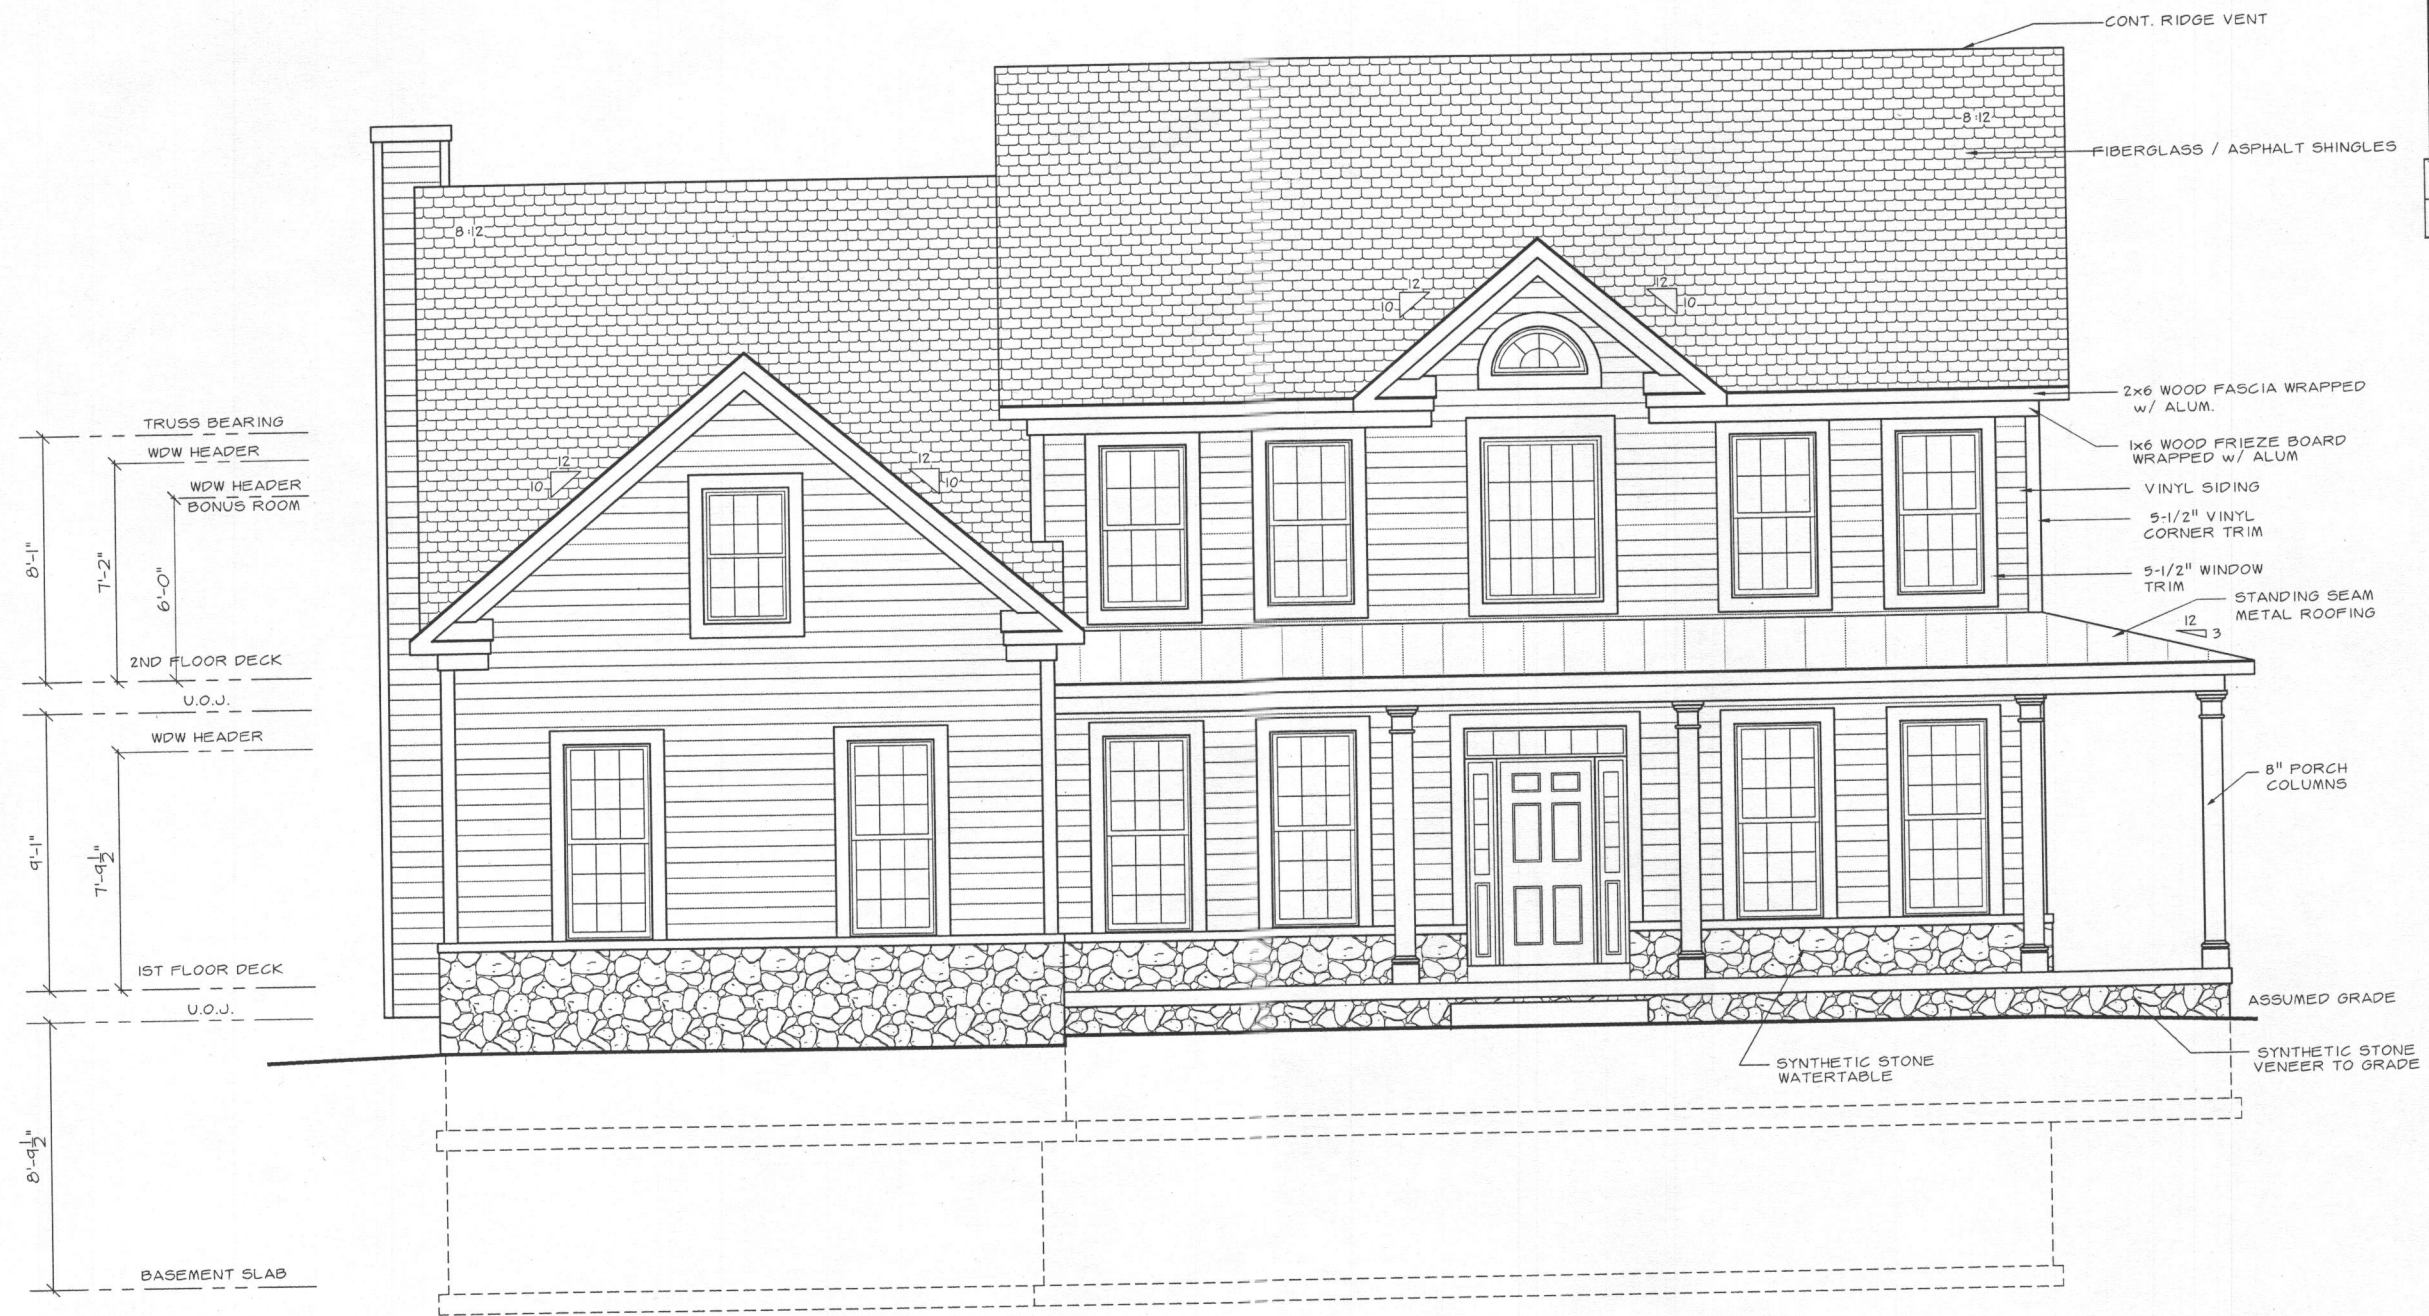 CONT. RIDGE VENT
8:12
FIBERGLASS / ASPHALT SHINGLES
8:12
12
10
12
10
2x6 WOOD FASCIA WRAPPED
w/ ALUM.
1x6 WOOD FRIEZE BOARD
WRAPPED w/ ALUM
VINYL SIDING
5-1/2" VINYL
CORNER TRIM
5-1/2" WINDOW
TRIM
STANDING SEAM
METAL ROOFING
12
3
12
10
12
10
TRUSS BEARING
WDW HEADER
WDW HEADER
BONUS ROOM
8'-1"
7'-2"
6'-0"
2ND FLOOR DECK
U.O.J.
WDW HEADER
9'-1"
7'-9 1/2"
8" PORCH
COLUMNS
1ST FLOOR DECK
U.O.J.
ASSUMED GRADE
SYNTHETIC STONE
WATERTABLE
SYNTHETIC STONE
VENEER TO GRADE
8'-9 1/2"
BASEMENT SLAB